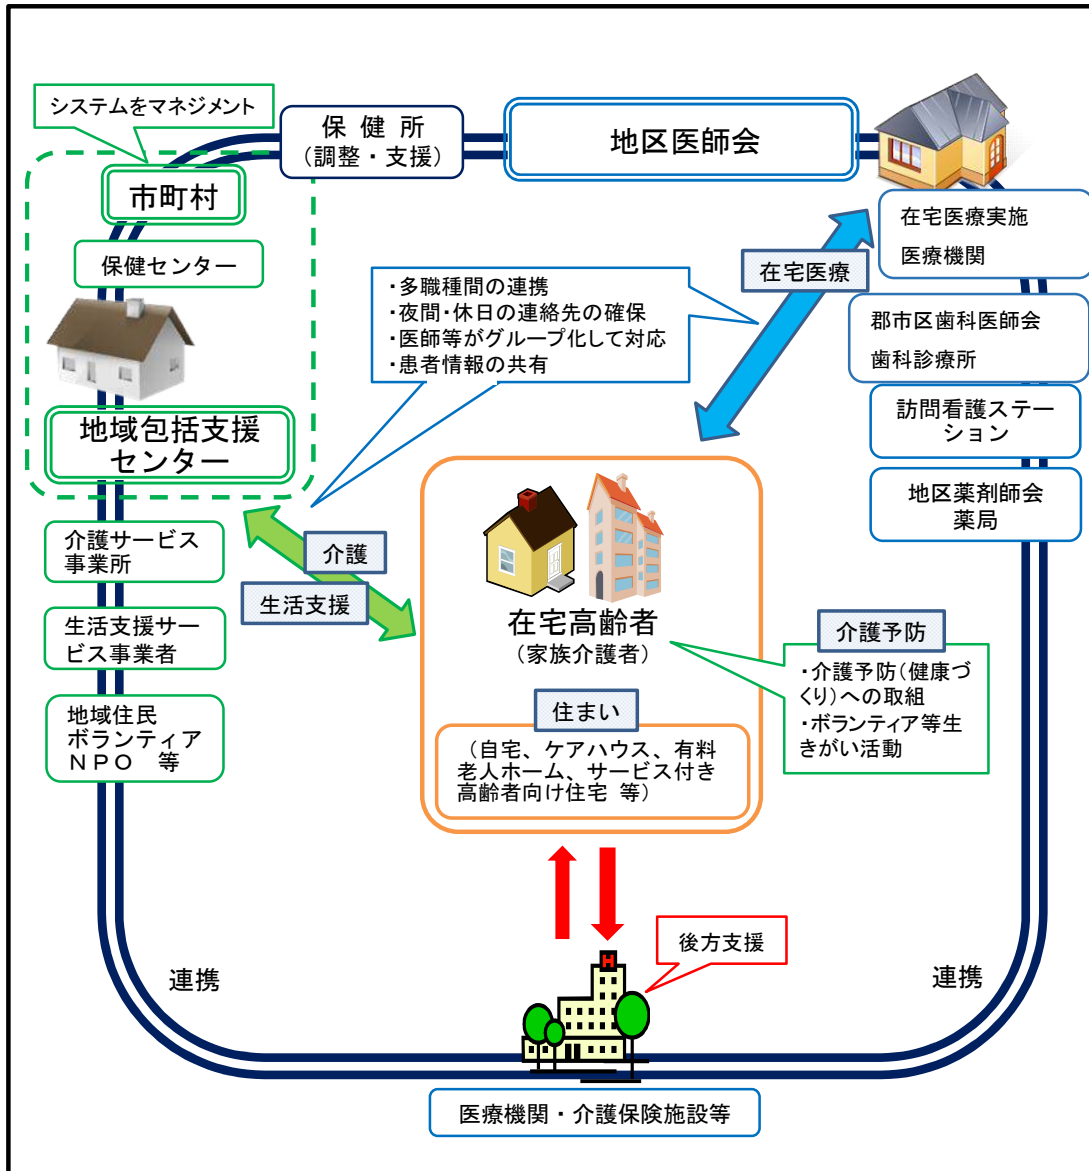 システムをマネジメント
保健所
（調整・支援）
地区医師会
市町村
保健センター
在宅医療実施
医療機関
在宅医療
・多職種間の連携
・夜間・休日の連絡先の確保
・医師等がグループ化して対応
・患者情報の共有
郡市区歯科医師会
歯科診療所
地域包括支援
センター
訪問看護ステー
ション
地区薬剤師会
薬局
介護サービス
事業所
介護
生活支援
生活支援サー
ビス事業者
在宅高齢者
（家族介護者）
介護予防
・介護予防（健康づ
くり）への取組
・ボランティア等生
きがい活動
地域住民
ボランティア
ＮＰＯ　等
住まい
（自宅、ケアハウス、有料
老人ホーム、サービス付き
高齢者向け住宅 等）
後方支援
H
連携
連携
医療機関・介護保険施設等